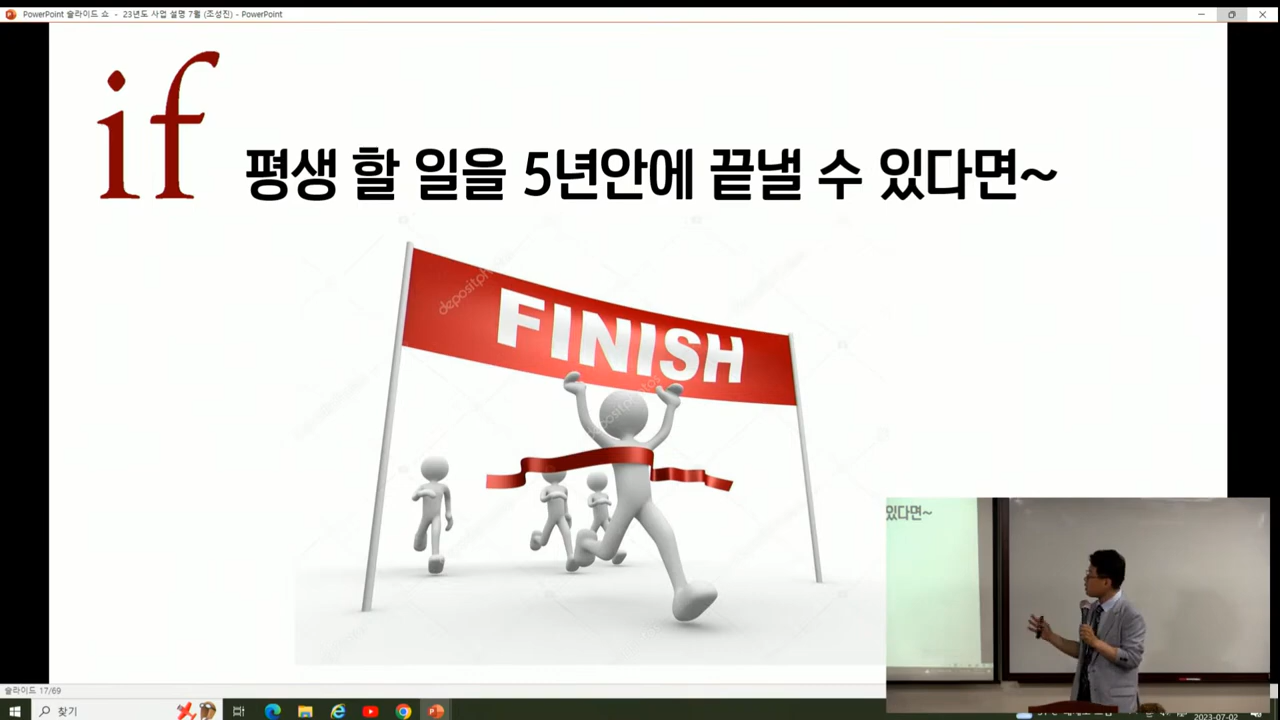 PowerPoint 슬라이드 쇼 - 23년도 사업 설명 7월 (조성진) - PowerPoint
if
평생 할 일을 5년안에 끝낼 수 있다면~
depositphotos
FINISH
depositphotos
있다면~
슬라이드 17/69
찾기
2023-07-02